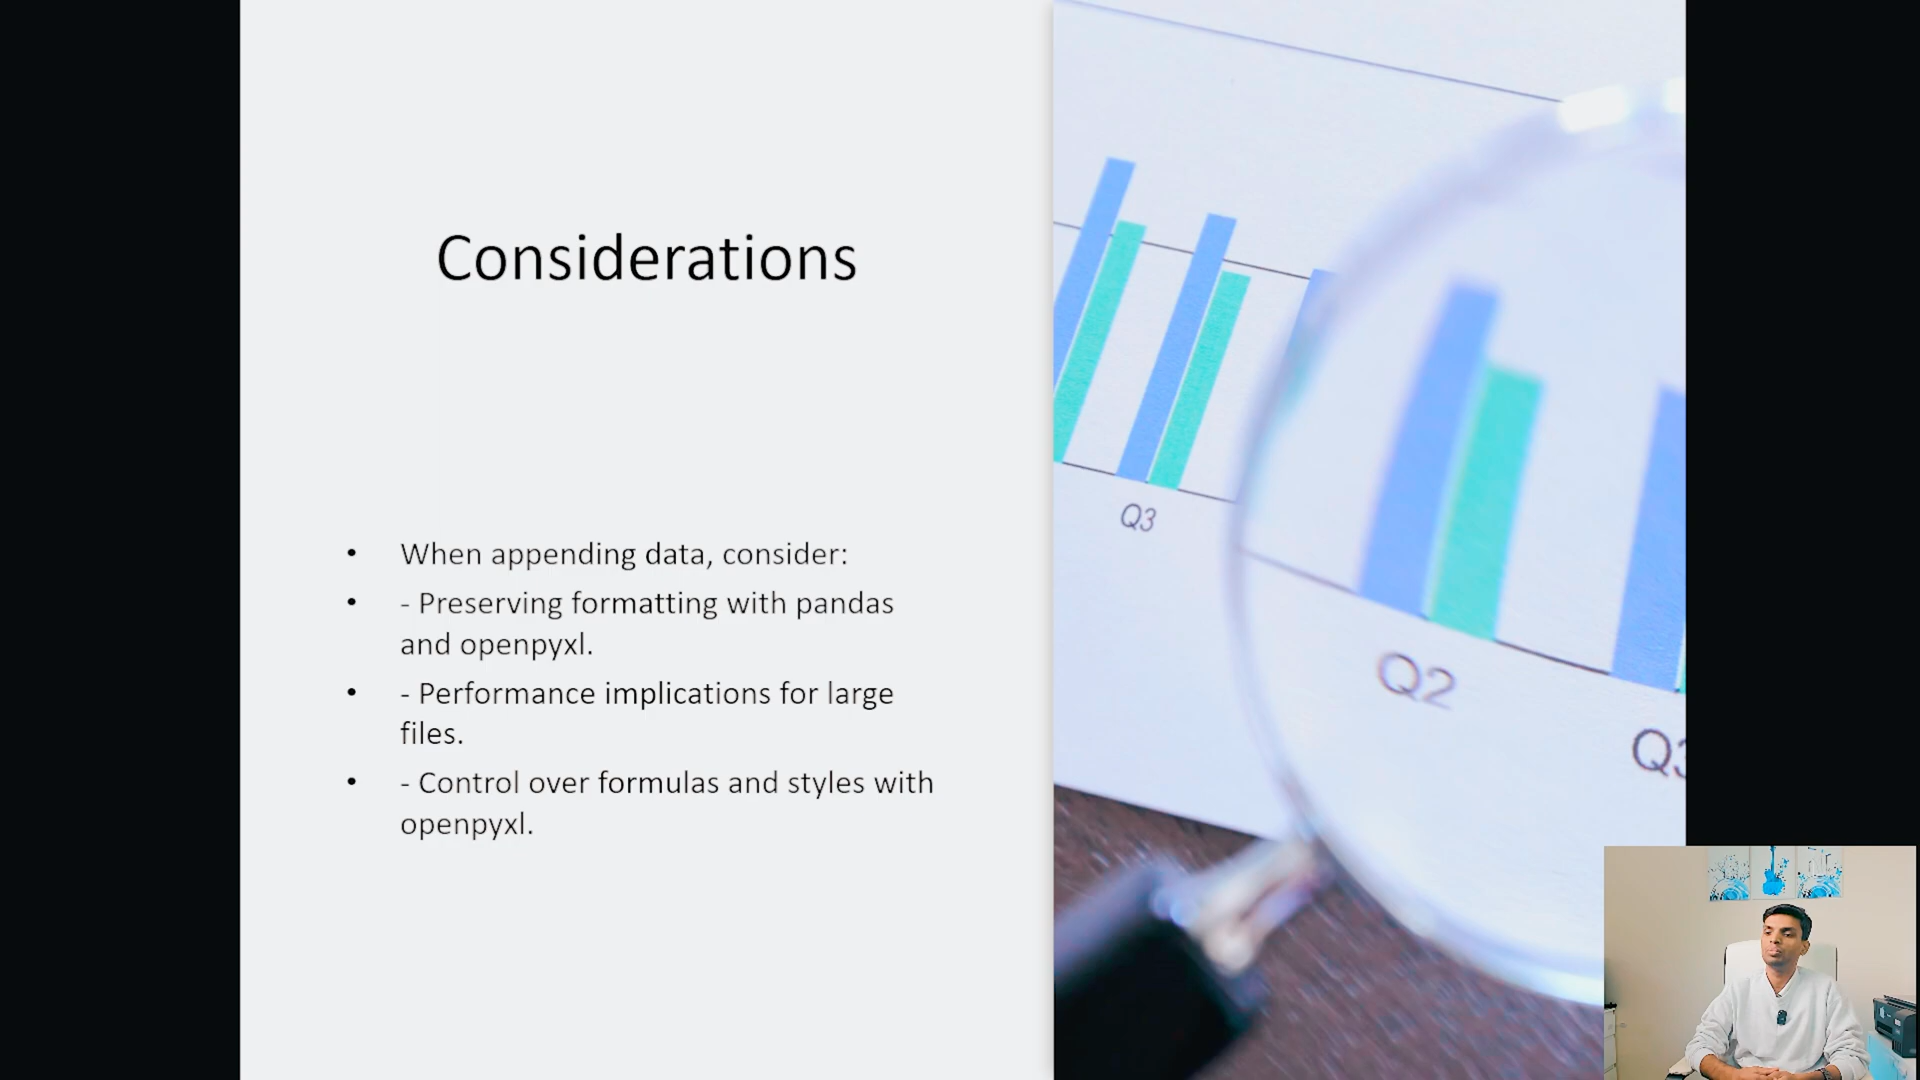 Considerations
• When appending data, consider:
• - Preserving formatting with pandas
and openpyxl.
• - Performance implications for large
files.
• - Control over formulas and styles with
openpyxl.
Q3
Q2